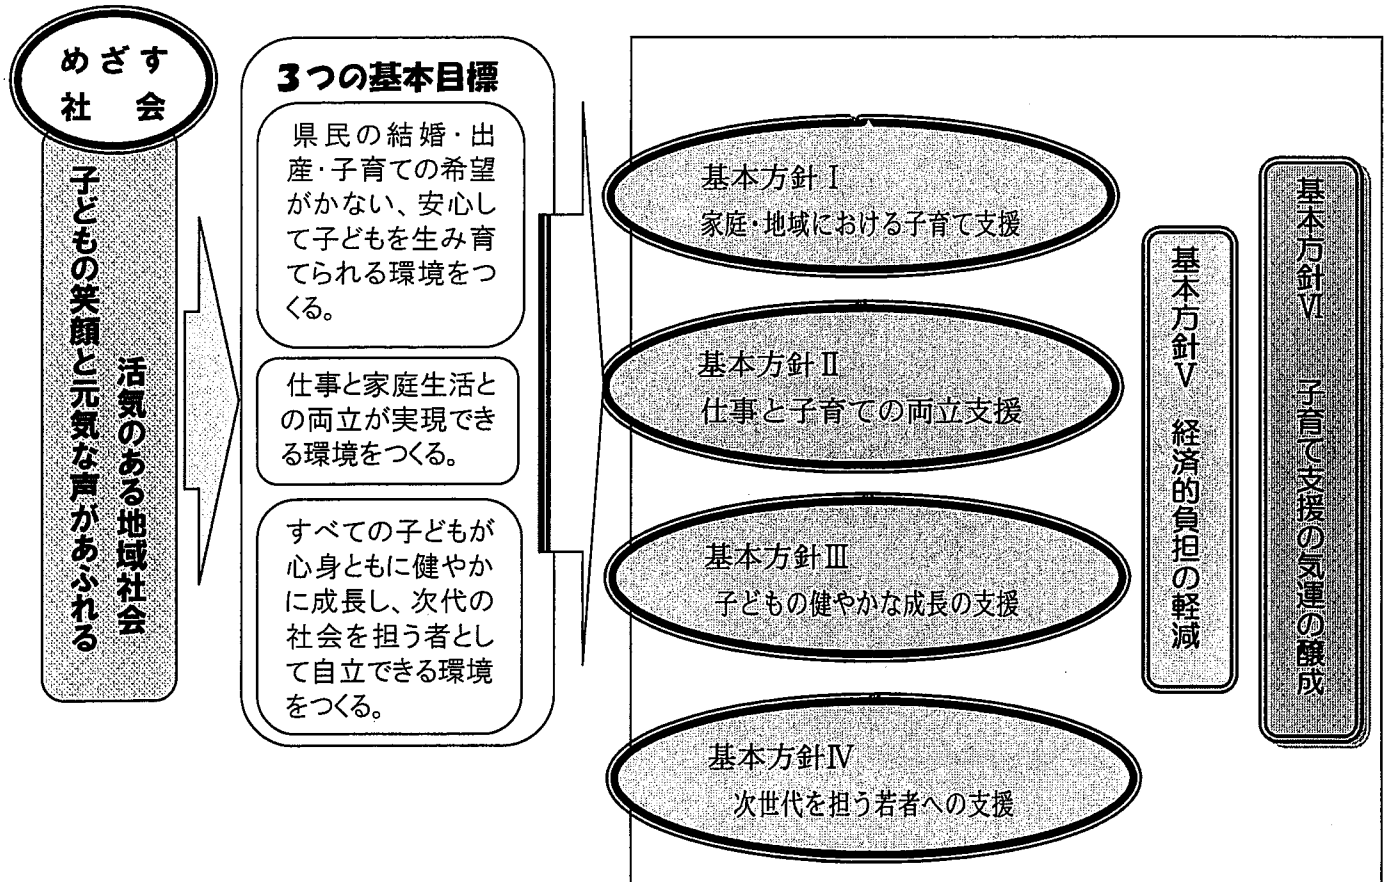 めざす
社会
子どもの笑顔と元気な声があふれる
活気のある地域社会
3つの基本目標
県民の結婚・出
産・子育ての希望
がかない、安心し
て子どもを生み育
てられる環境をつ
くる。
仕事と家庭生活と
の両立が実現でき
る環境をつくる。
すべての子どもが
心身ともに健やか
に成長し、次代の
社会を担う者とし
て自立できる環境
をつくる。
基本方針Ⅰ
家庭・地域における子育て支援
基本方針Ⅱ
仕事と子育ての両立支援
基本方針Ⅲ
子どもの健やかな成長の支援
基本方針Ⅳ
次世代を担う若者への支援
基本方針Ⅴ　経済的負担の軽減
基本方針Ⅵ　子育て支援の気運の醸成